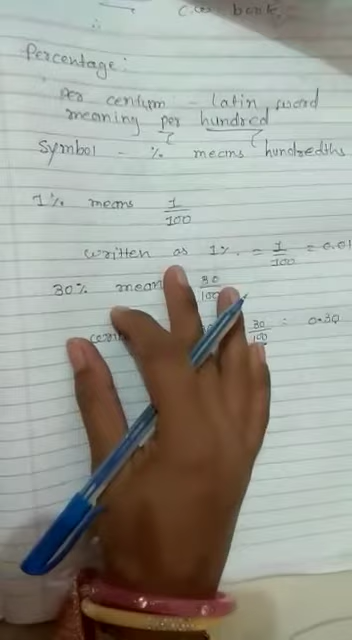 c.w book
Percentage:
Per centum - latin word
meaning per hundred
Symbol - % means hundredths
1% means 1/100
written as 1% = 1/100 = 0.01
30% mean 30/100
30/100 = 0.30